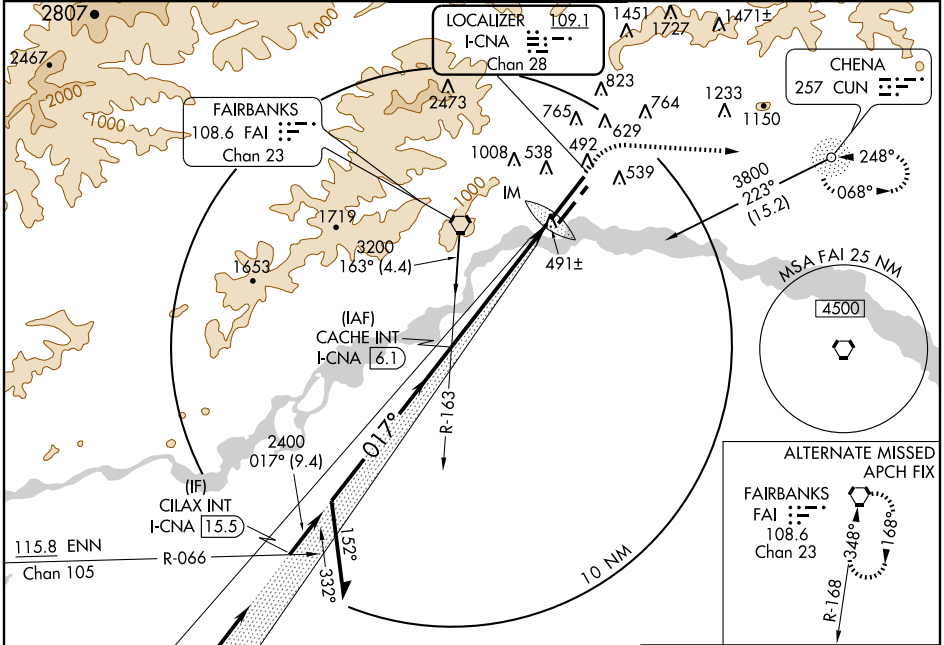 2807
2467
2000
1000
1000
LOCALIZER 109.1
I-CNA
Chan 28
1451
1727
1471±
CHENA
257 CUN
FAIRBANKS
108.6 FAI
Chan 23
2473
823
765
629
764
1233
1150
1008
538
492
539
IM
248°
068°
3800
223°
(15.2)
1000
1719
1653
3200
163° (4.4)
491±
MSA FAI 25 NM
4500
(IAF)
CACHE INT
I-CNA 6.1
R-163
017°
2400
017° (9.4)
(IF)
CILAX INT
I-CNA 15.5
115.8 ENN
Chan 105
R-066
332°
152°
10 NM
ALTERNATE MISSED
APCH FIX
FAIRBANKS
FAI
108.6
Chan 23
348°
168°
R-168